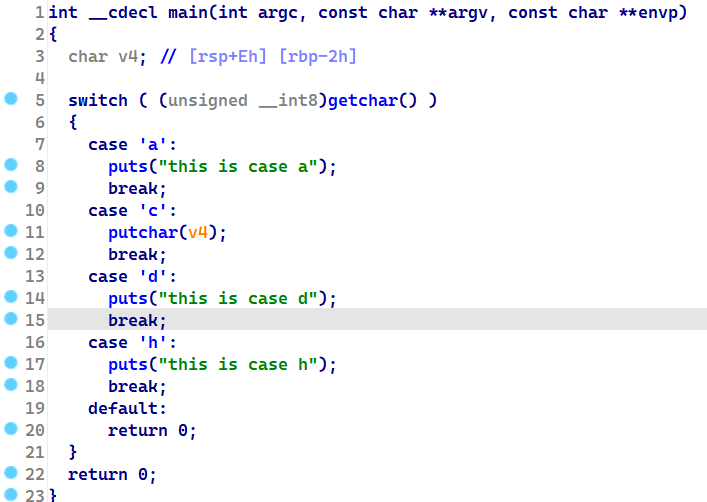 1 int __cdecl main(int argc, const char **argv, const char **envp)
2 {
3   char v4; // [rsp+Eh] [rbp-2h]
4
5   switch ( (unsigned __int8)getchar() )
6   {
7     case 'a':
8       puts("this is case a");
9       break;
10     case 'c':
11       putchar(v4);
12       break;
13     case 'd':
14       puts("this is case d");
15       break;
16     case 'h':
17       puts("this is case h");
18       break;
19     default:
20       return 0;
21   }
22   return 0;
23 }